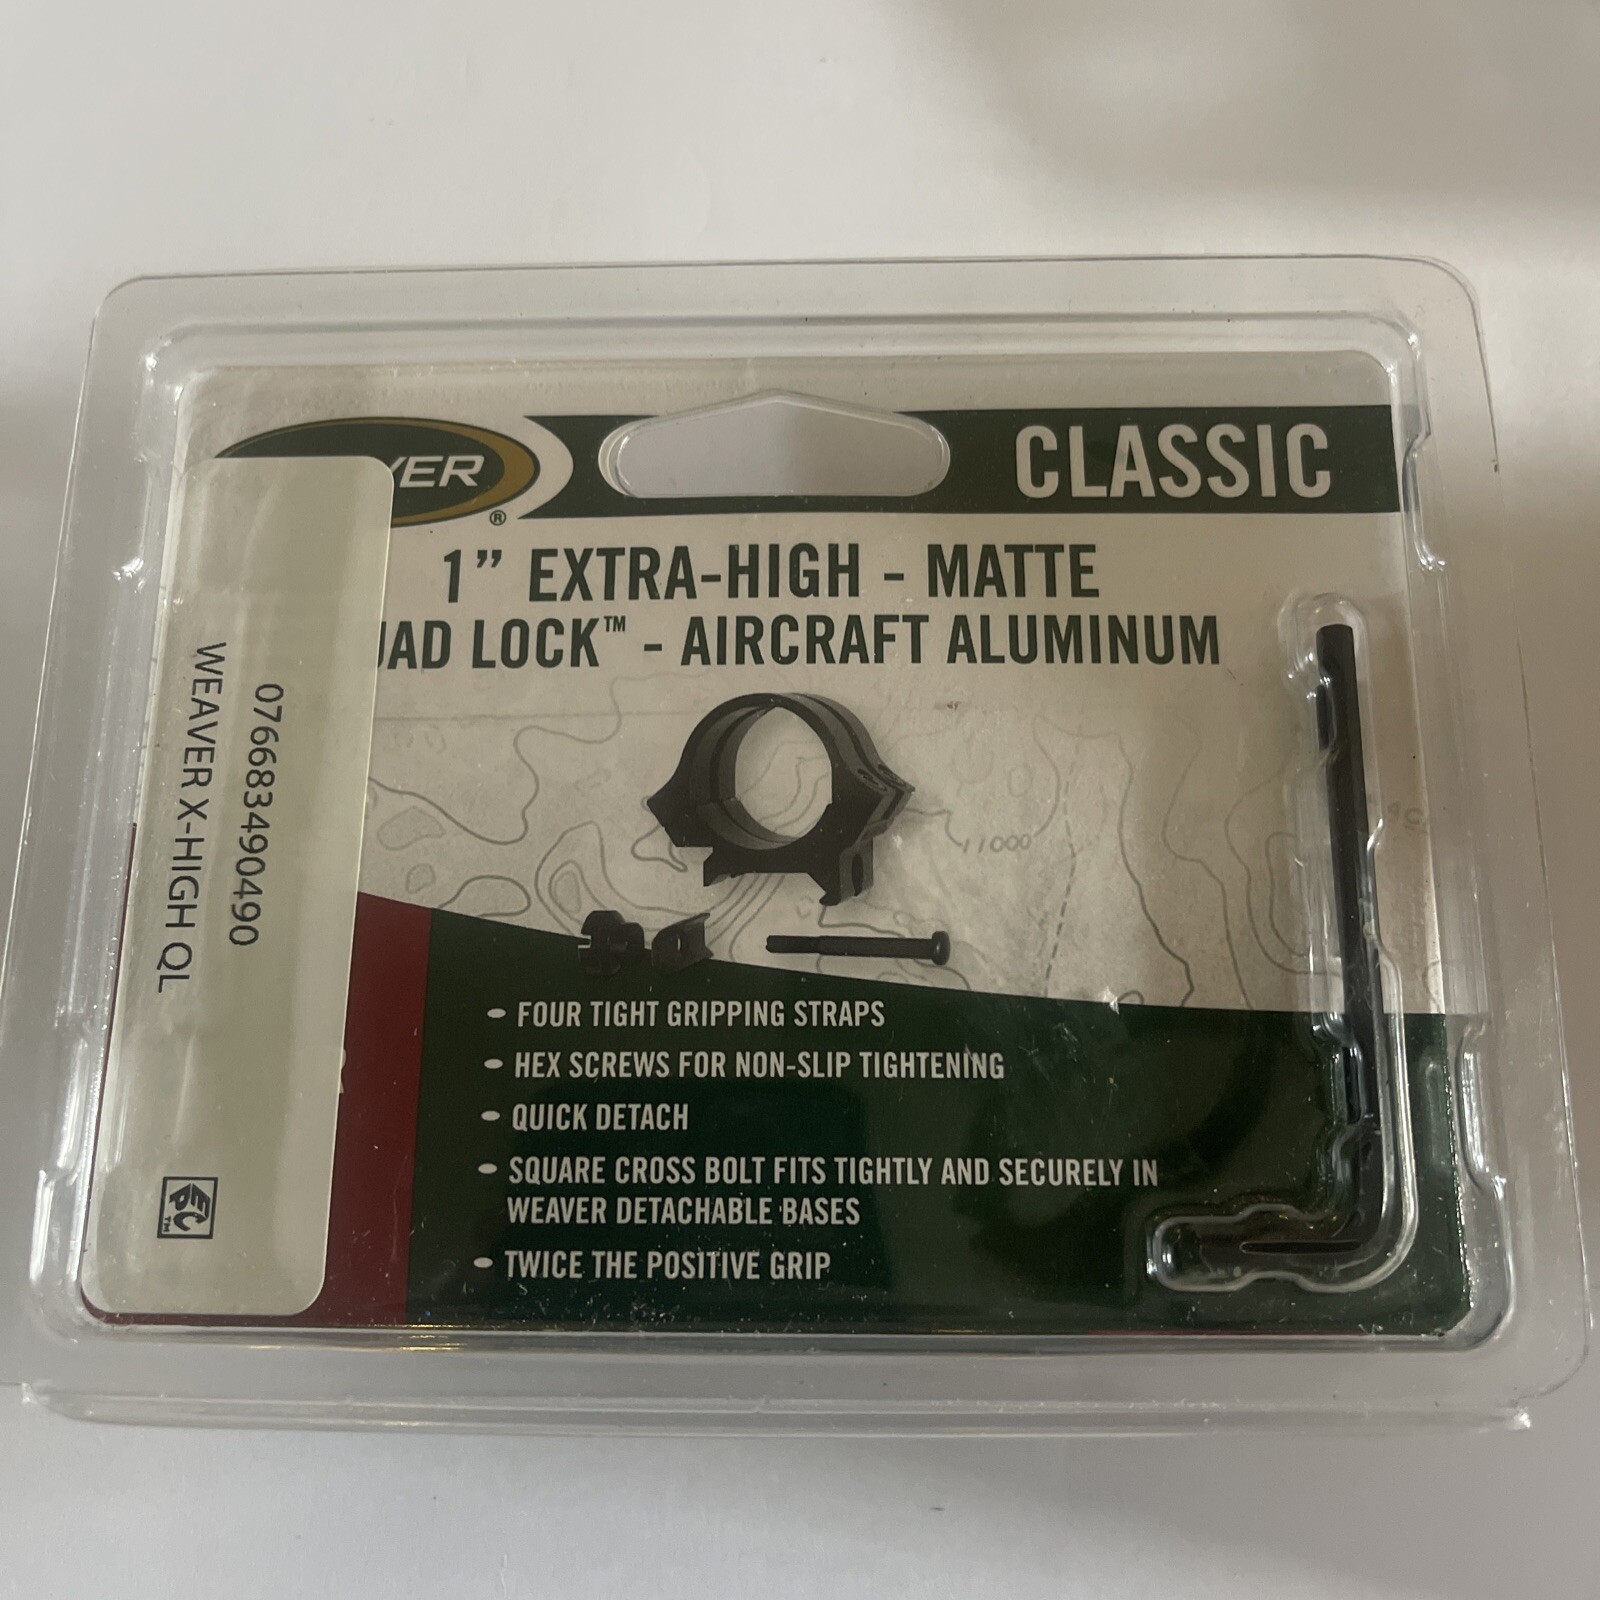 VER
®
CLASSIC
1” EXTRA-HIGH - MATTE
UAD LOCK™ - AIRCRAFT ALUMINUM
076683490490
WEAVER X-HIGH QL
11000
• FOUR TIGHT GRIPPING STRAPS
• HEX SCREWS FOR NON-SLIP TIGHTENING
• QUICK DETACH
• SQUARE CROSS BOLT FITS TIGHTLY AND SECURELY IN
WEAVER DETACHABLE BASES
• TWICE THE POSITIVE GRIP